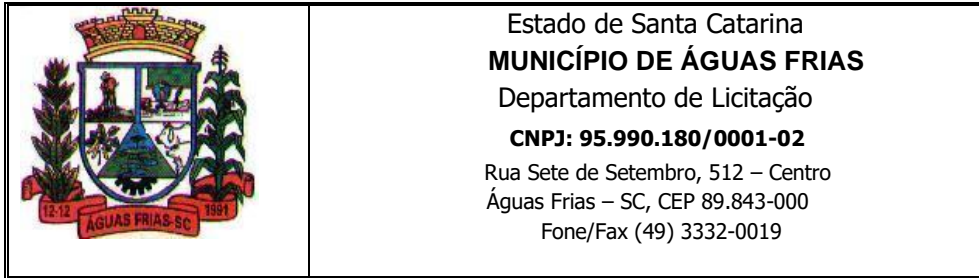 12-12
ÁGUAS FRIAS-SC
1991
Estado de Santa Catarina
MUNICÍPIO DE ÁGUAS FRIAS
Departamento de Licitação
CNPJ: 95.990.180/0001-02
Rua Sete de Setembro, 512 – Centro
Águas Frias – SC, CEP 89.843-000
Fone/Fax (49) 3332-0019